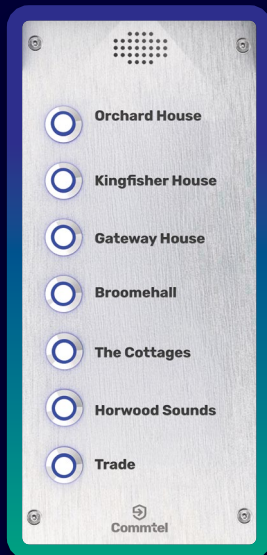 Orchard House
Kingfisher House
Gateway House
Broomehall
The Cottages
Horwood Sounds
Trade
Commtel